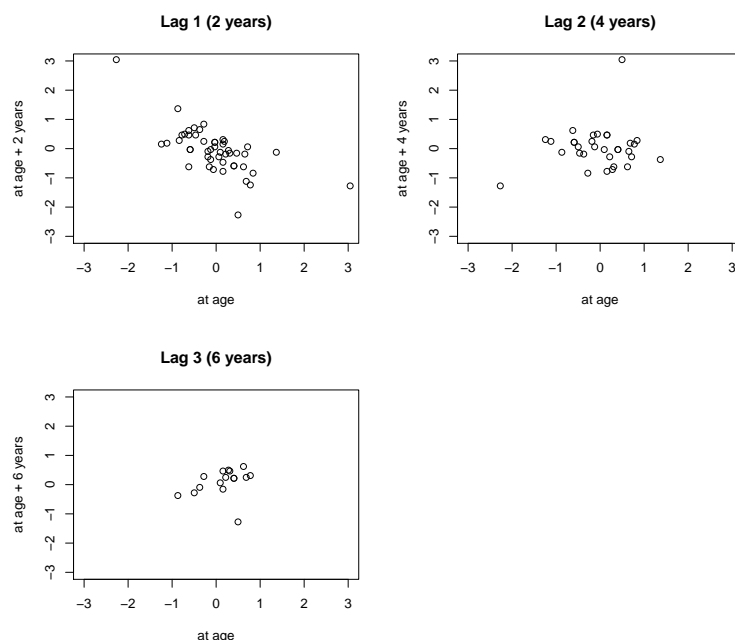 Lag 1 (2 years)
at age + 2 years
3
2
1
0
−1
−2
−3
−3 −2 −1 0 1 2 3
at age
Lag 2 (4 years)
at age + 4 years
3
2
1
0
−1
−2
−3
−3 −2 −1 0 1 2 3
at age
Lag 3 (6 years)
at age + 6 years
3
2
1
0
−1
−2
−3
−3 −2 −1 0 1 2 3
at age